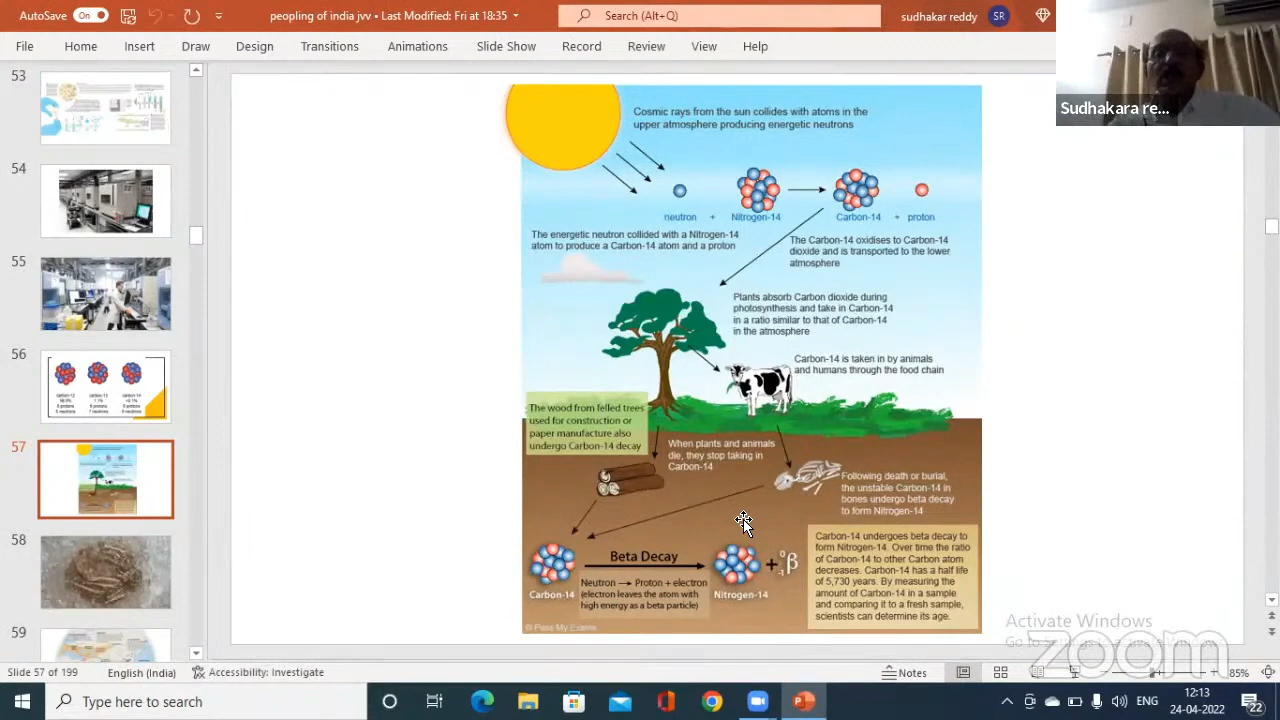 AutoSave On peopling of india jvv • Last Modified: Fri at 18:35 Search (Alt+Q) sudhakar reddy SR
File Home Insert Draw Design Transitions Animations Slide Show Record Review View Help
Sudhakara re...
53
54
55
56
57
58
59
carbon-12 carbon-13 carbon-14
Cosmic rays from the sun collides with atoms in the
upper atmosphere producing energetic neutrons
neutron + Nitrogen-14 Carbon-14 + proton
The energetic neutron collided with a Nitrogen-14
atom to produce a Carbon-14 atom and a proton
The Carbon-14 oxidises to Carbon-14
dioxide and is transported to the lower
atmosphere
Plants absorb Carbon dioxide during
photosynthesis and take in Carbon-14
in a ratio similar to that of Carbon-14
in the atmosphere
Carbon-14 is taken in by animals
and humans through the food chain
The wood from felled trees
used for construction or
paper manufacture also
undergo Carbon-14 decay
When plants and animals
die, they stop taking in
Carbon-14
Following death or burial,
the unstable Carbon-14 in
bones undergo beta decay
to form Nitrogen-14
Beta Decay
Carbon-14
Neutron → Proton + electron
(electron leaves the atom with
high energy as a beta particle)
Nitrogen-14
+ 0 -1 β
Carbon-14 undergoes beta decay to
form Nitrogen-14. Over time the ratio
of Carbon-14 to other Carbon atom
decreases. Carbon-14 has a half life
of 5,730 years. By measuring the
amount of Carbon-14 in a sample
and comparing it to a fresh sample,
scientists can determine its age.
© Pass My Exams
Activate Windows
zoom
Slide 57 of 199 English (India) Accessibility: Investigate Notes 85%
Type here to search
12:13
24-04-2022
22